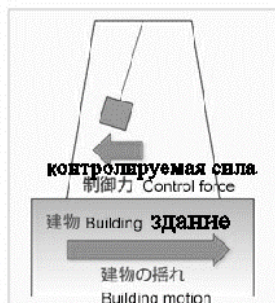 контролируемая сила
制御力 Control force
建物 Building здание
建物の揺れ
Building motion